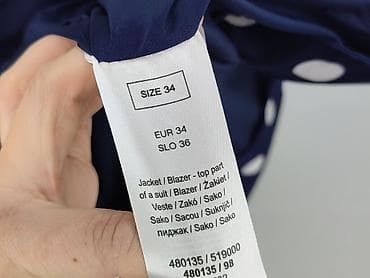 SIZE 34
EUR 34
SLO 36
Jacket / Blazer - top part
of a suit / Blazer / Žakiet /
Veste / Zakó / Sako /
Sako / Sacou / Suknjič /
пиджак / Sako / Sako
480135 / 519000
480135 / 98